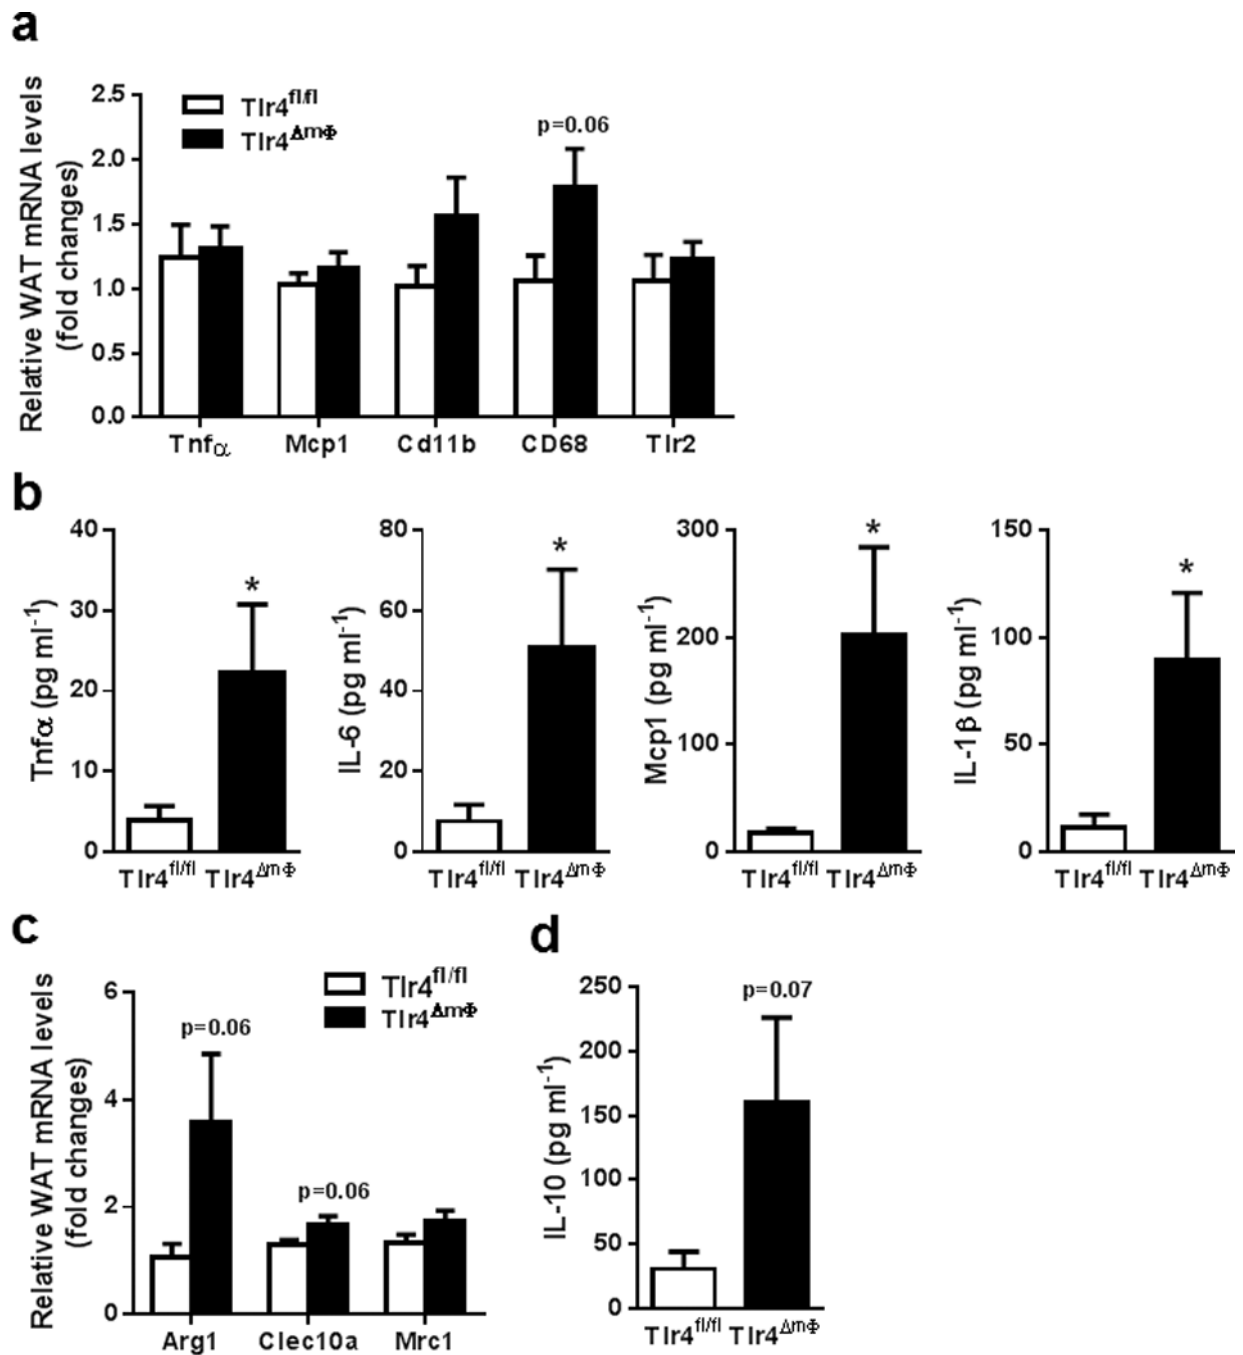 a
Relative WAT mRNA levels
(fold changes)
2.5
2.0
1.5
1.0
0.5
0.0
Tlr4fl/fl
Tlr4ΔmΦ
p=0.06
Tnfα Mcp1 Cd11b CD68 Tlr2
b
Tnfα (pg ml-1)
40
30
20
10
0
*
Tlr4fl/fl Tlr4ΔmΦ
IL-6 (pg ml-1)
80
60
40
20
0
*
Tlr4fl/fl Tlr4ΔmΦ
Mcp1 (pg ml-1)
300
200
100
0
*
Tlr4fl/fl Tlr4ΔmΦ
IL-1β (pg ml-1)
150
100
50
0
*
Tlr4fl/fl Tlr4ΔmΦ
c
Relative WAT mRNA levels
(fold changes)
6
4
2
0
Tlr4fl/fl
Tlr4ΔmΦ
p=0.06
p=0.06
Arg1 Clec10a Mrc1
d
IL-10 (pg ml-1)
250
200
150
100
50
0
p=0.07
Tlr4fl/fl Tlr4ΔmΦ